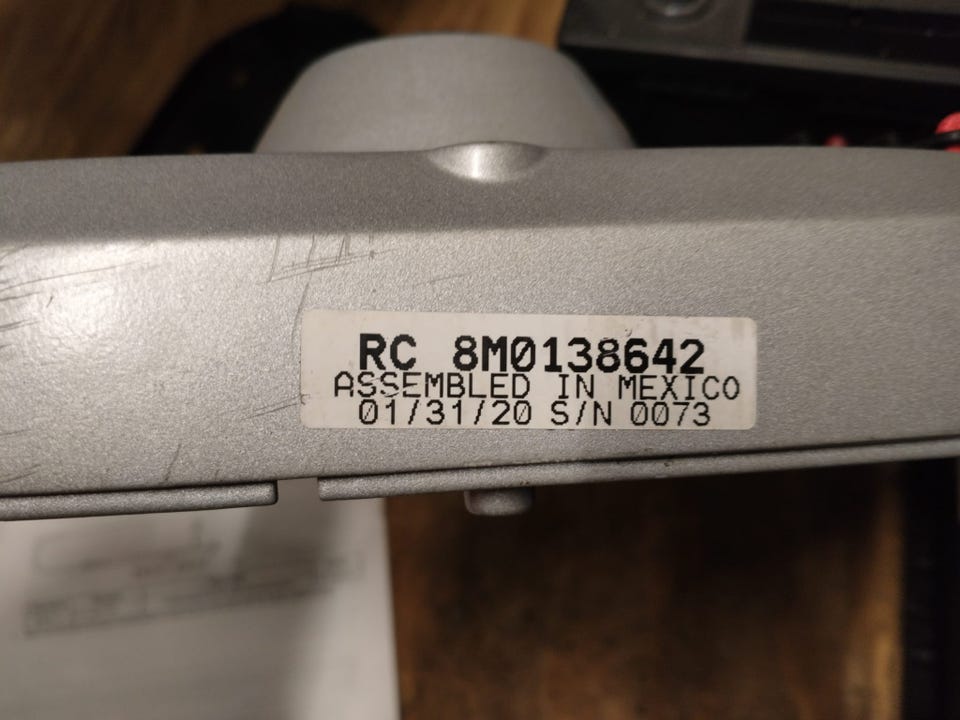 RC 8M0138642
ASSEMBLED IN MEXICO
01/31/20 S/N 0073